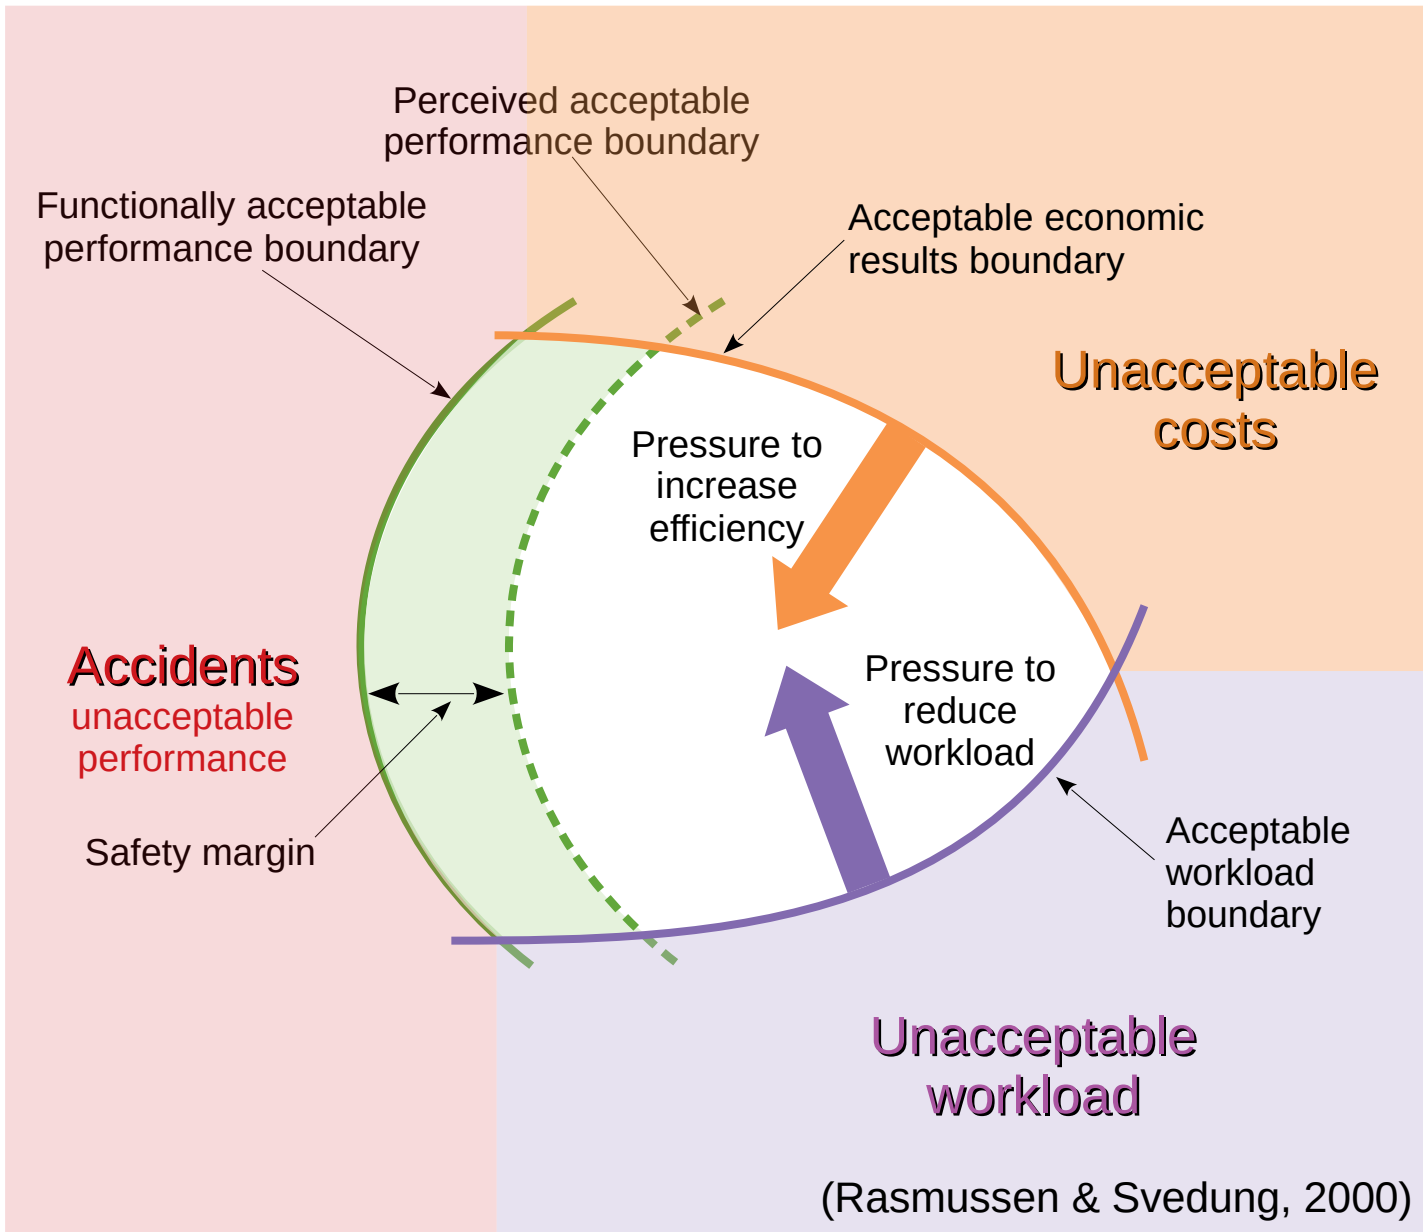 Perceived acceptable
performance boundary
Functionally acceptable
performance boundary
Acceptable economic
results boundary
Unacceptable
costs
Pressure to
increase
efficiency
Accidents
unacceptable
performance
Pressure to
reduce
workload
Safety margin
Acceptable
workload
boundary
Unacceptable
workload
(Rasmussen & Svedung, 2000)